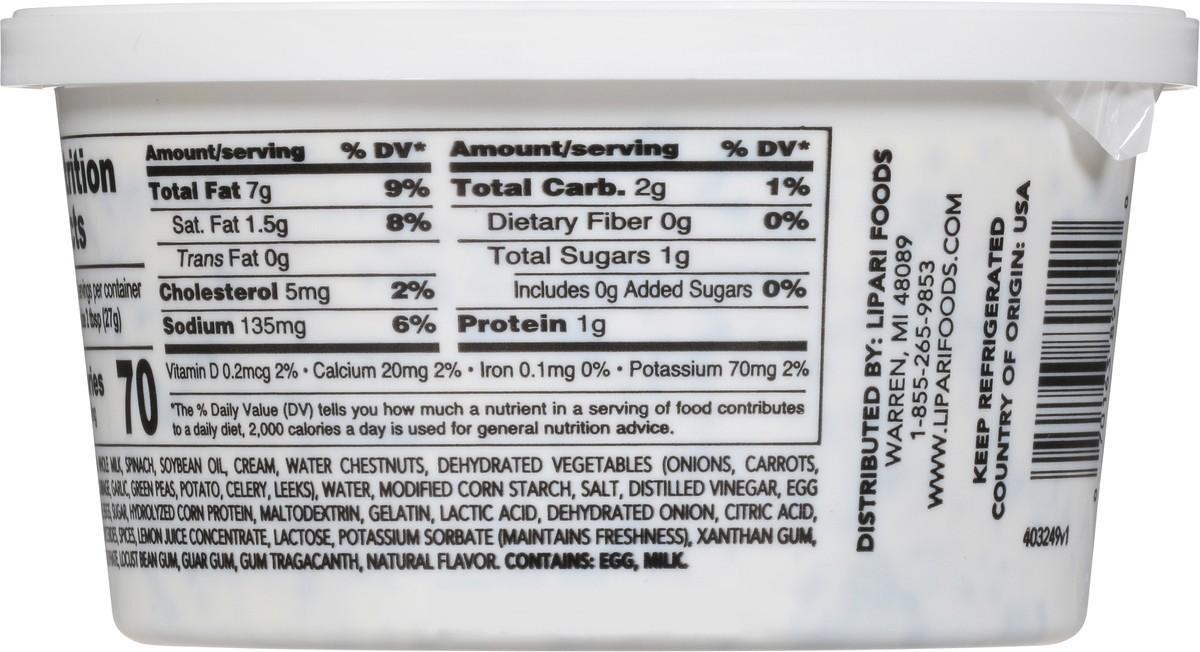 Amount/serving % DV*
Total Fat 7g 9%
Sat. Fat 1.5g 8%
Trans Fat 0g
Cholesterol 5mg 2%
Sodium 135mg 6%
Amount/serving % DV*
Total Carb. 2g 1%
Dietary Fiber 0g 0%
Total Sugars 1g
Includes 0g Added Sugars 0%
Protein 1g
per container
(27g)
70
Vitamin D 0.2mcg 2% • Calcium 20mg 2% • Iron 0.1mg 0% • Potassium 70mg 2%
*The % Daily Value (DV) tells you how much a nutrient in a serving of food contributes
to a daily diet, 2,000 calories a day is used for general nutrition advice.
MILK, SPINACH, SOYBEAN OIL, CREAM, WATER CHESTNUTS, DEHYDRATED VEGETABLES (ONIONS, CARROTS,
GARLIC, GREEN PEAS, POTATO, CELERY, LEEKS), WATER, MODIFIED CORN STARCH, SALT, DISTILLED VINEGAR, EGG
SUGAR, HYDROLYZED CORN PROTEIN, MALTODEXTRIN, GELATIN, LACTIC ACID, DEHYDRATED ONION, CITRIC ACID,
SPICES, LEMON JUICE CONCENTRATE, LACTOSE, POTASSIUM SORBATE (MAINTAINS FRESHNESS), XANTHAN GUM,
LOCUST BEAN GUM, GUAR GUM, GUM TRAGACANTH, NATURAL FLAVOR. CONTAINS: EGG, MILK.
DISTRIBUTED BY: LIPARI FOODS
WARREN, MI 48089
1-855-265-9853
WWW.LIPARIFOODS.COM
KEEP REFRIGERATED
COUNTRY OF ORIGIN: USA
403249v1